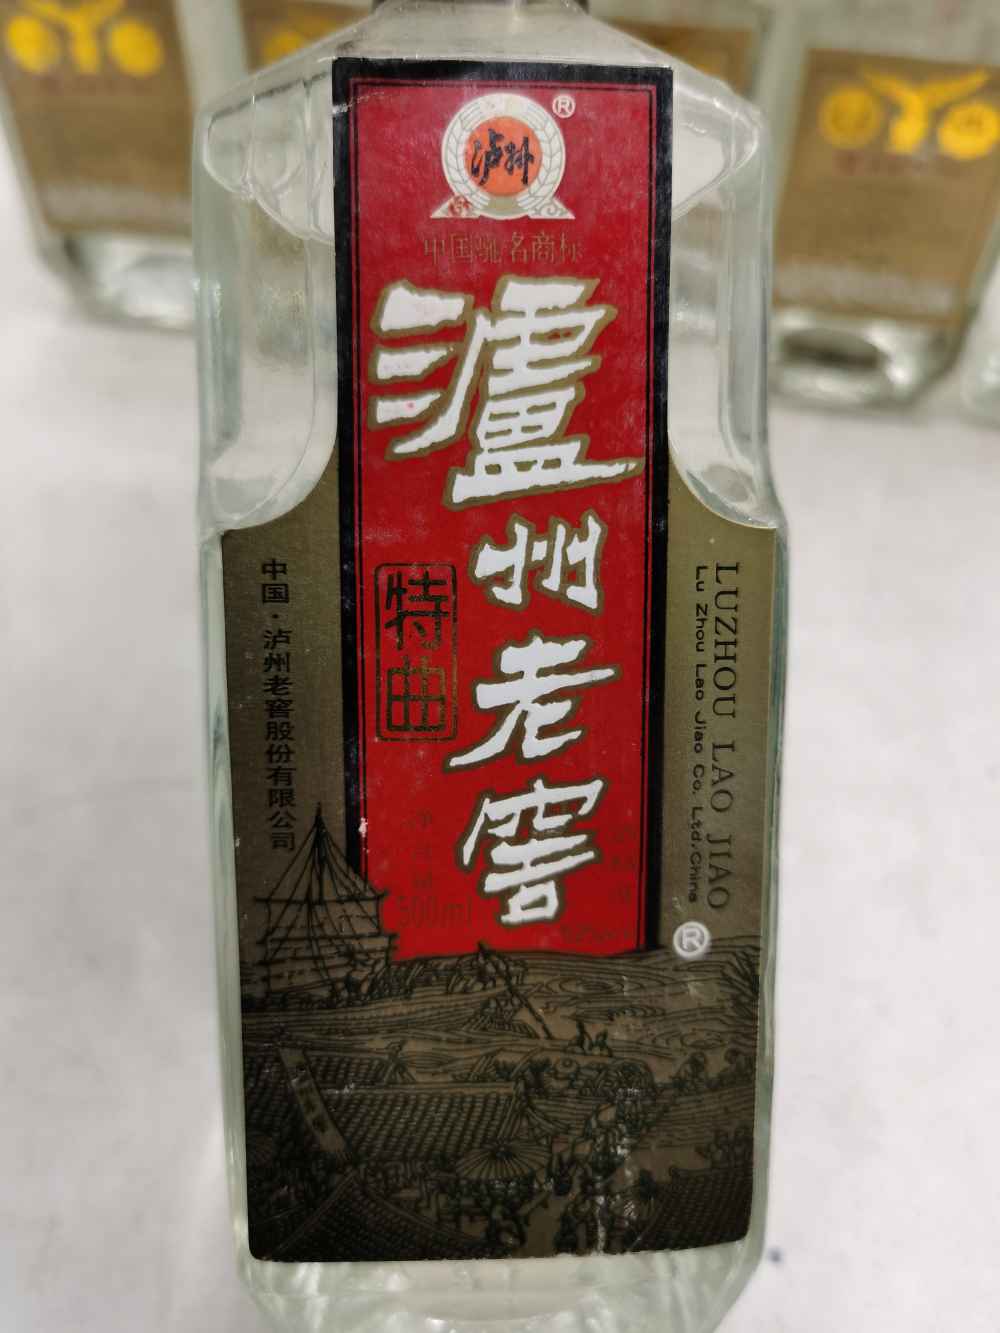 泸州
®
中国驰名商标
瀘州老窖
特曲
中国·泸州老窖股份有限公司
LUZHOU LAO JIAO
Lu Zhou Lao Jiao Co. Ltd.China
500ml
®